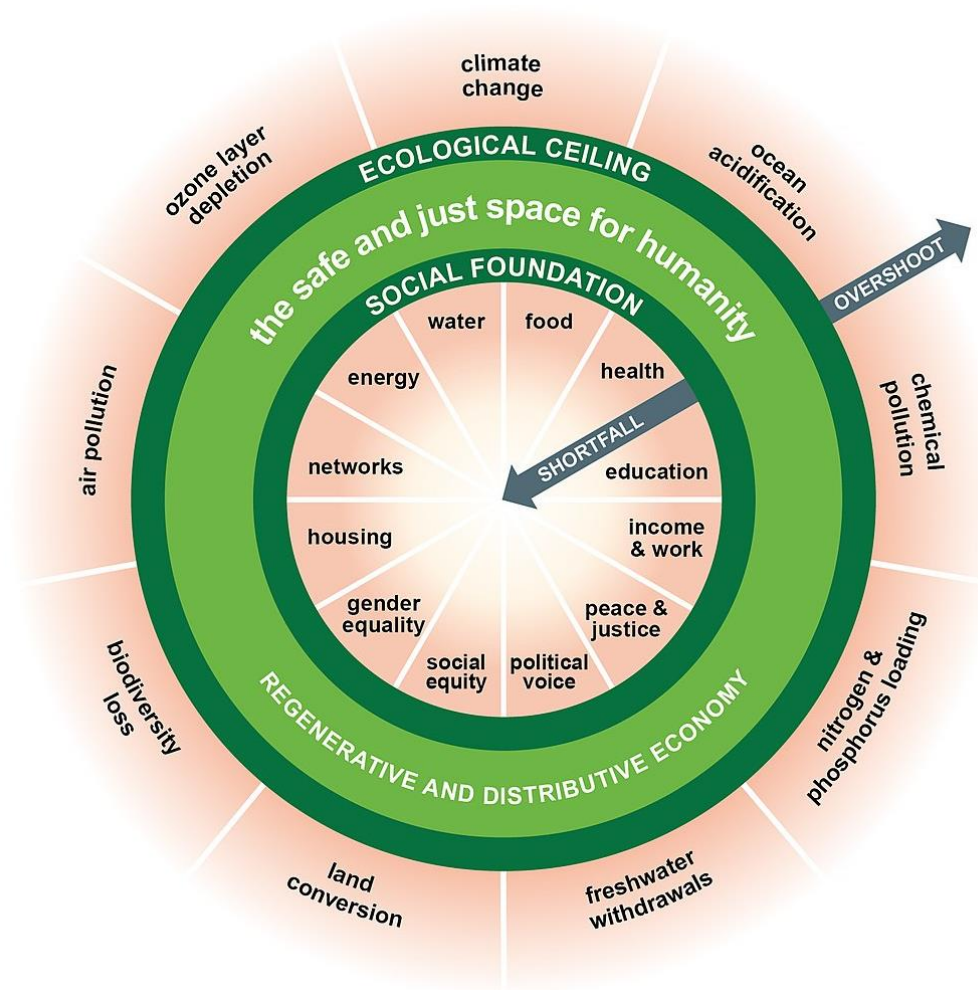 climate
change
ocean
acidification
OVERSHOOT
chemical
pollution
nitrogen &
phosphorus loading
freshwater
withdrawals
land
conversion
biodiversity
loss
air pollution
ozone layer
depletion
ECOLOGICAL CEILING
the safe and just space for humanity
SOCIAL FOUNDATION
water
food
health
SHORTFALL
education
income
& work
peace &
justice
political
voice
social
equity
gender
equality
housing
networks
energy
REGENERATIVE AND DISTRIBUTIVE ECONOMY